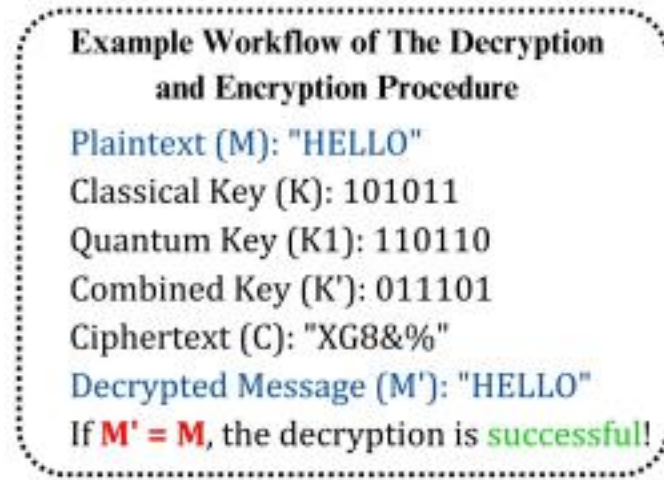 Example Workflow of The Decryption
and Encryption Procedure
Plaintext (M): "HELLO"
Classical Key (K): 101011
Quantum Key (K1): 110110
Combined Key (K'): 011101
Ciphertext (C): "XG8&%"
Decrypted Message (M'): "HELLO"
If M' = M, the decryption is successful!